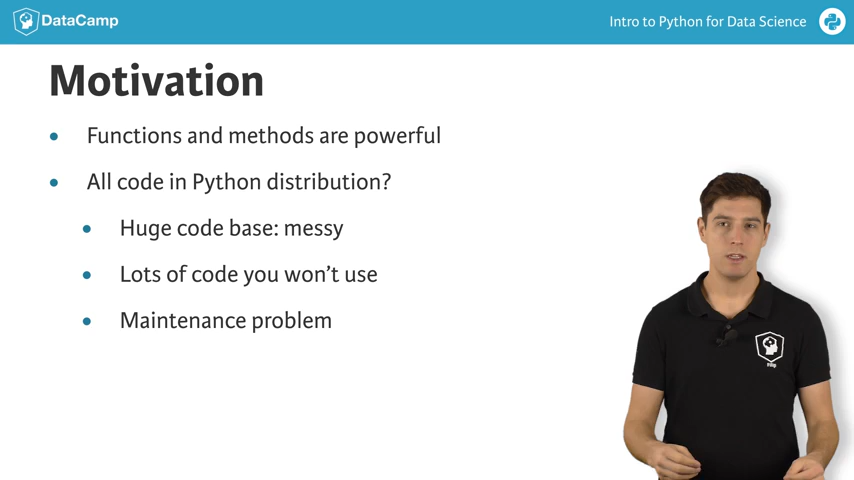 DataCamp
Intro to Python for Data Science
Motivation
Functions and methods are powerful
All code in Python distribution?
Huge code base: messy
Lots of code you won't use
Maintenance problem